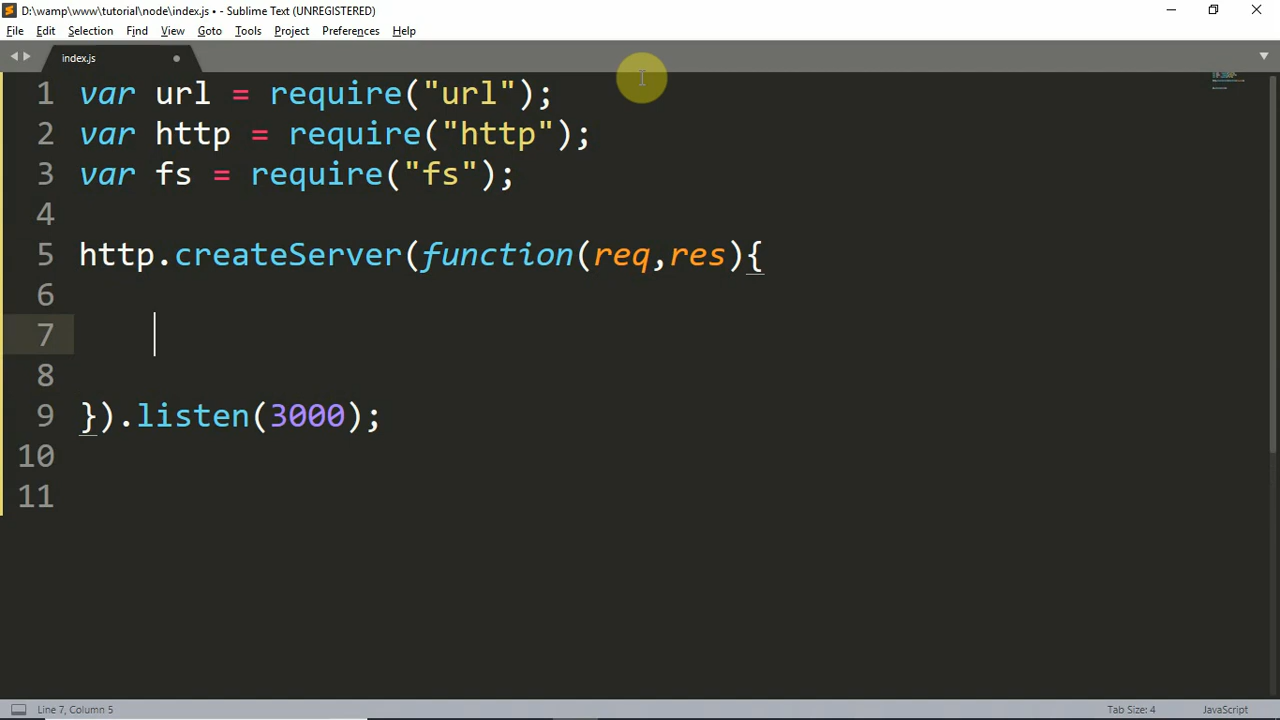 D:\wamp\www\tutorial\node\index.js • - Sublime Text (UNREGISTERED)
File Edit Selection Find View Goto Tools Project Preferences Help
index.js
1 var url = require("url");
2 var http = require("http");
3 var fs = require("fs");
4
5 http.createServer(function(req,res){
6
7
8
9 }).listen(3000);
10
11
Line 7, Column 5 Tab Size: 4 JavaScript